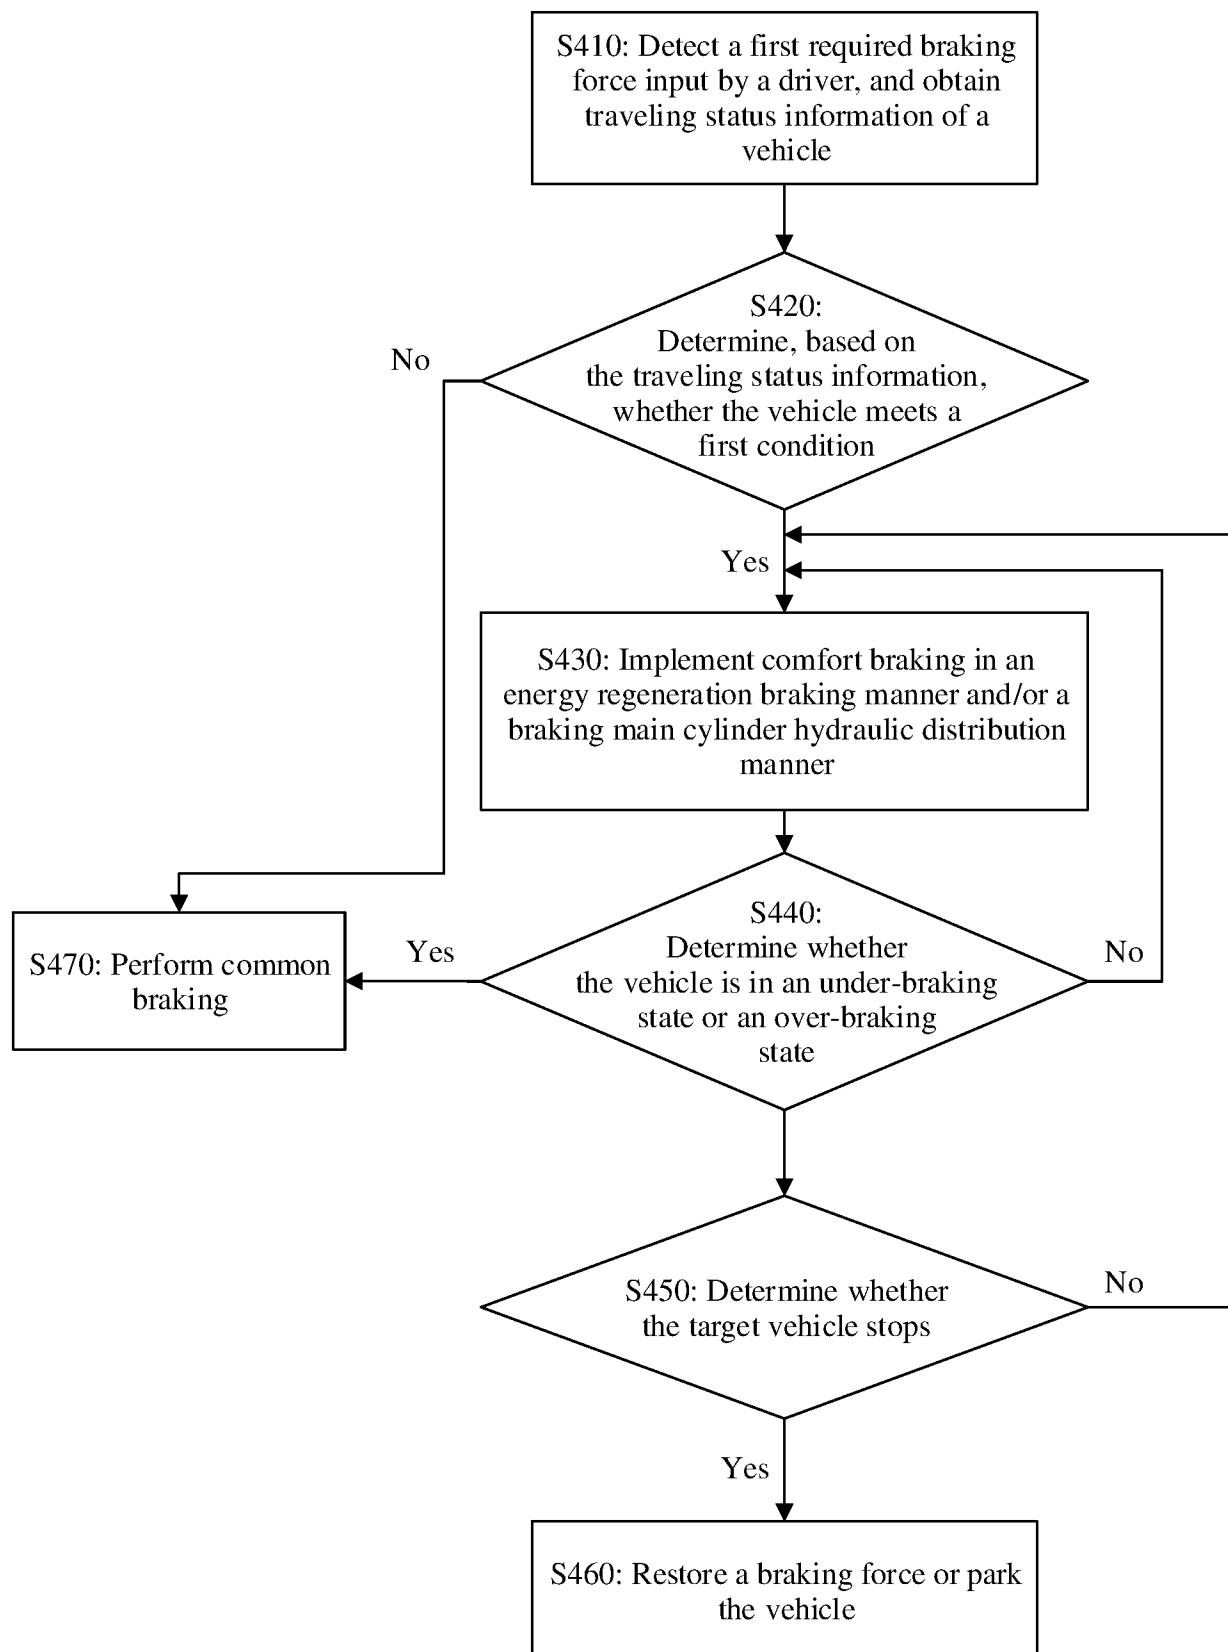 S410: Detect a first required braking
force input by a driver, and obtain
traveling status information of a
vehicle
S420:
Determine, based on
the traveling status information,
whether the vehicle meets a
first condition
No
Yes
S430: Implement comfort braking in an
energy regeneration braking manner and/or a
braking main cylinder hydraulic distribution
manner
S440:
Determine whether
the vehicle is in an under-braking
state or an over-braking
state
Yes
No
S470: Perform common
braking
S450: Determine whether
the target vehicle stops
No
Yes
S460: Restore a braking force or park
the vehicle